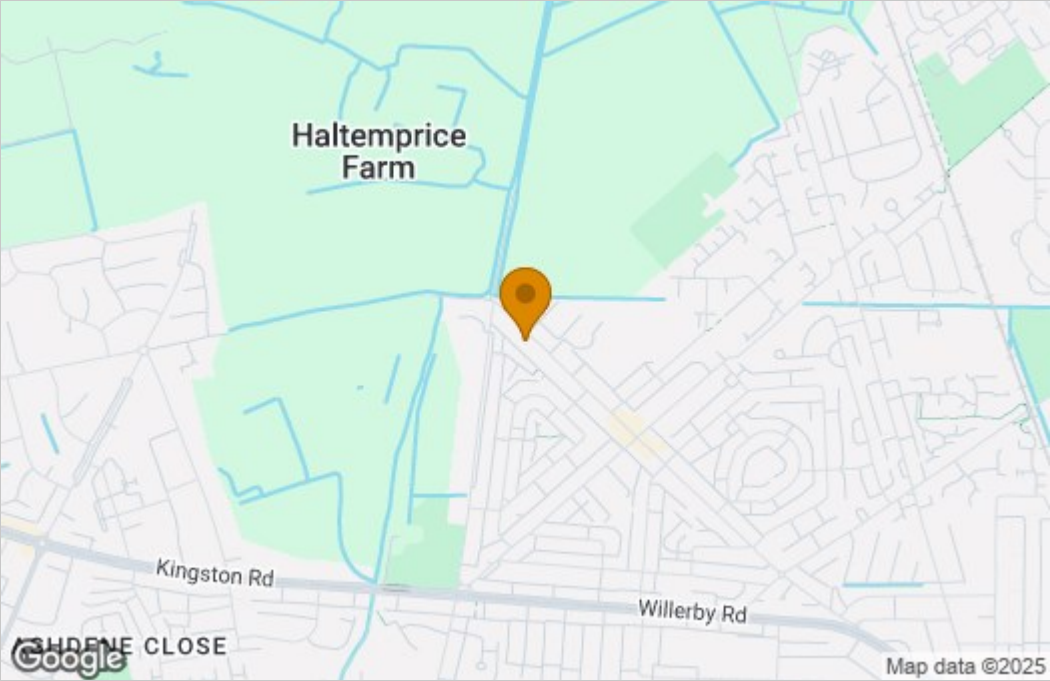 Haltemprice
Farm
Kingston Rd
Willerby Rd
ASHDENE CLOSE
Google
Map data ©2025